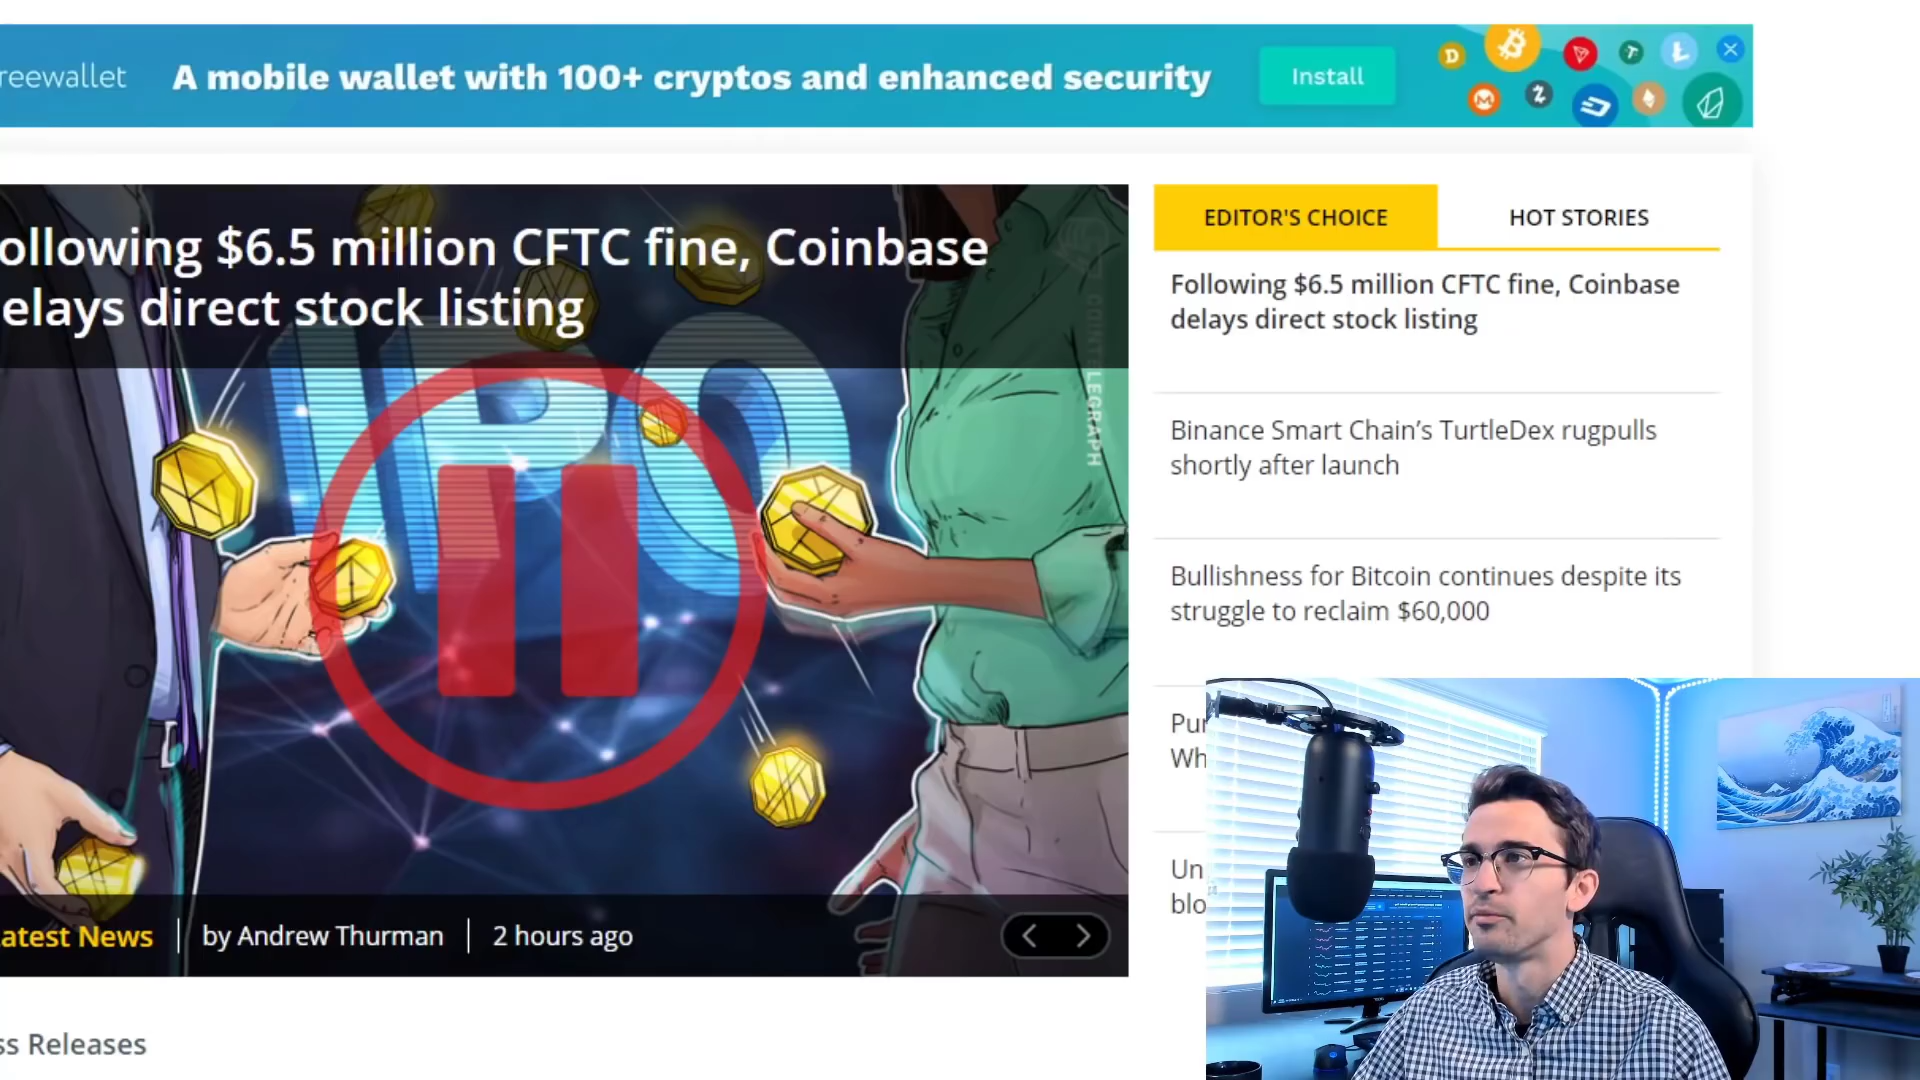 reewallet
A mobile wallet with 100+ cryptos and enhanced security
Install
ollowing $6.5 million CFTC fine, Coinbase
elays direct stock listing
IPO
COINTELEGRAPH
atest News
by Andrew Thurman
2 hours ago
EDITOR'S CHOICE
HOT STORIES
Following $6.5 million CFTC fine, Coinbase
delays direct stock listing
Binance Smart Chain’s TurtleDex rugpulls
shortly after launch
Bullishness for Bitcoin continues despite its
struggle to reclaim $60,000
Pu
Wh
Un
blo
ss Releases